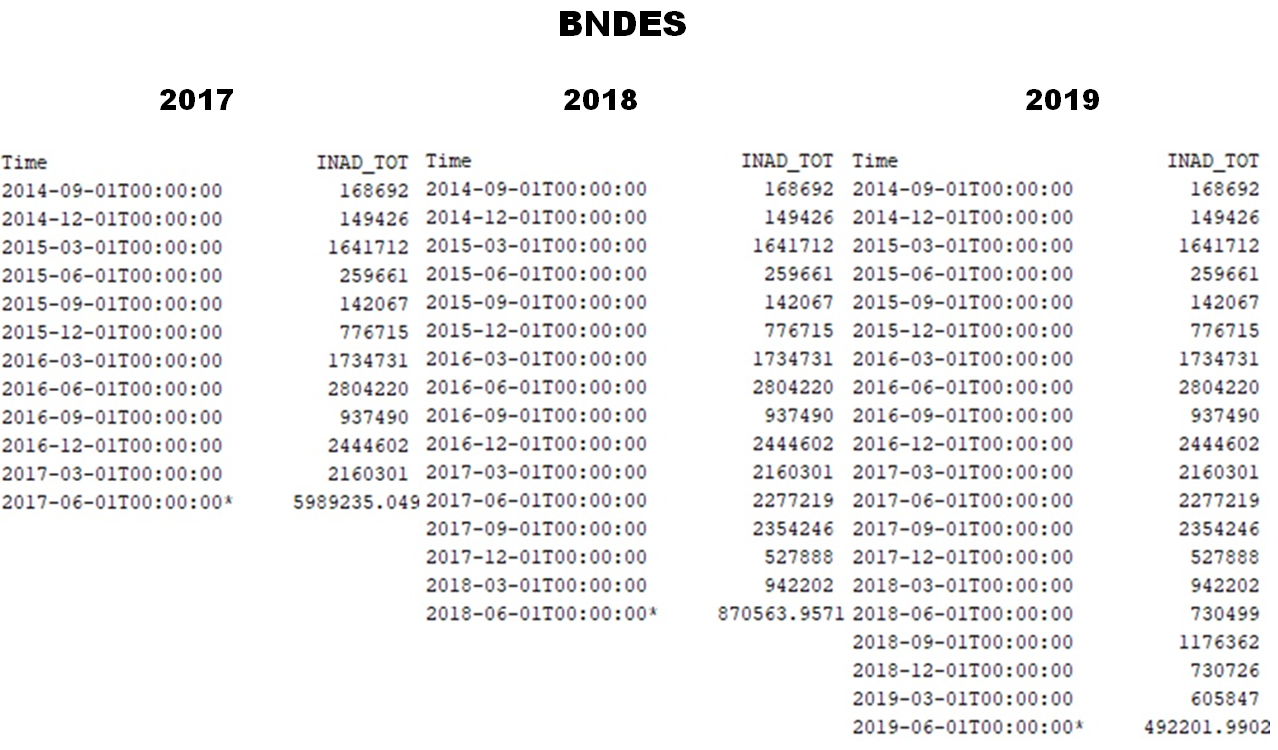 BNDES
2017 2018 2019
Time INAD_TOT Time INAD_TOT Time INAD_TOT
2014-09-01T00:00:00 168692 2014-09-01T00:00:00 168692 2014-09-01T00:00:00 168692
2014-12-01T00:00:00 149426 2014-12-01T00:00:00 149426 2014-12-01T00:00:00 149426
2015-03-01T00:00:00 1641712 2015-03-01T00:00:00 1641712 2015-03-01T00:00:00 1641712
2015-06-01T00:00:00 259661 2015-06-01T00:00:00 259661 2015-06-01T00:00:00 259661
2015-09-01T00:00:00 142067 2015-09-01T00:00:00 142067 2015-09-01T00:00:00 142067
2015-12-01T00:00:00 776715 2015-12-01T00:00:00 776715 2015-12-01T00:00:00 776715
2016-03-01T00:00:00 1734731 2016-03-01T00:00:00 1734731 2016-03-01T00:00:00 1734731
2016-06-01T00:00:00 2804220 2016-06-01T00:00:00 2804220 2016-06-01T00:00:00 2804220
2016-09-01T00:00:00 937490 2016-09-01T00:00:00 937490 2016-09-01T00:00:00 937490
2016-12-01T00:00:00 2444602 2016-12-01T00:00:00 2444602 2016-12-01T00:00:00 2444602
2017-03-01T00:00:00 2160301 2017-03-01T00:00:00 2160301 2017-03-01T00:00:00 2160301
2017-06-01T00:00:00* 5989235.049 2017-06-01T00:00:00 2277219 2017-06-01T00:00:00 2277219
2017-09-01T00:00:00 2354246 2017-09-01T00:00:00 2354246
2017-12-01T00:00:00 527888 2017-12-01T00:00:00 527888
2018-03-01T00:00:00 942202 2018-03-01T00:00:00 942202
2018-06-01T00:00:00* 870563.9571 2018-06-01T00:00:00 730499
2018-09-01T00:00:00 1176362
2018-12-01T00:00:00 730726
2019-03-01T00:00:00 605847
2019-06-01T00:00:00* 492201.9902